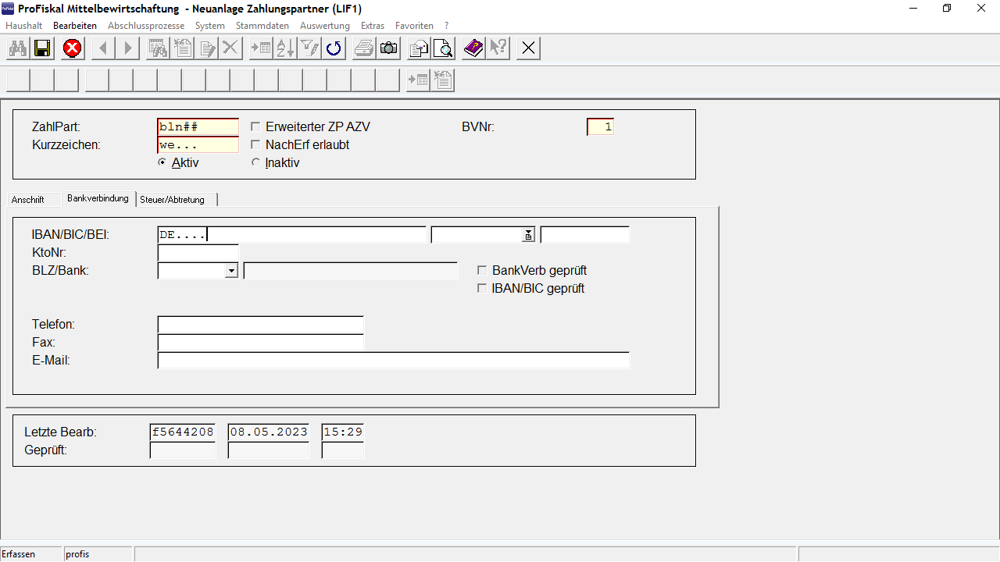 ProFiskal Mittelbewirtschaftung - Neuanlage Zahlungspartner (LIF1)
Haushalt Bearbeiten Abschlussprozesse System Stammdaten Auswertung Extras Favoriten ?
ZahlPart: bln## Erweiterter ZP AZV BVNr: 1
Kurzzeichen: we... NachErf erlaubt
Aktiv Inaktiv
Anschrift Bankverbindung Steuer/Abtretung
IBAN/BIC/BEI: DE....
KtoNr:
BLZ/Bank: BankVerb geprüft
IBAN/BIC geprüft
Telefon:
Fax:
E-Mail:
Letzte Bearb: f5644208 08.05.2023 15:29
Geprüft:
Erfassen profis